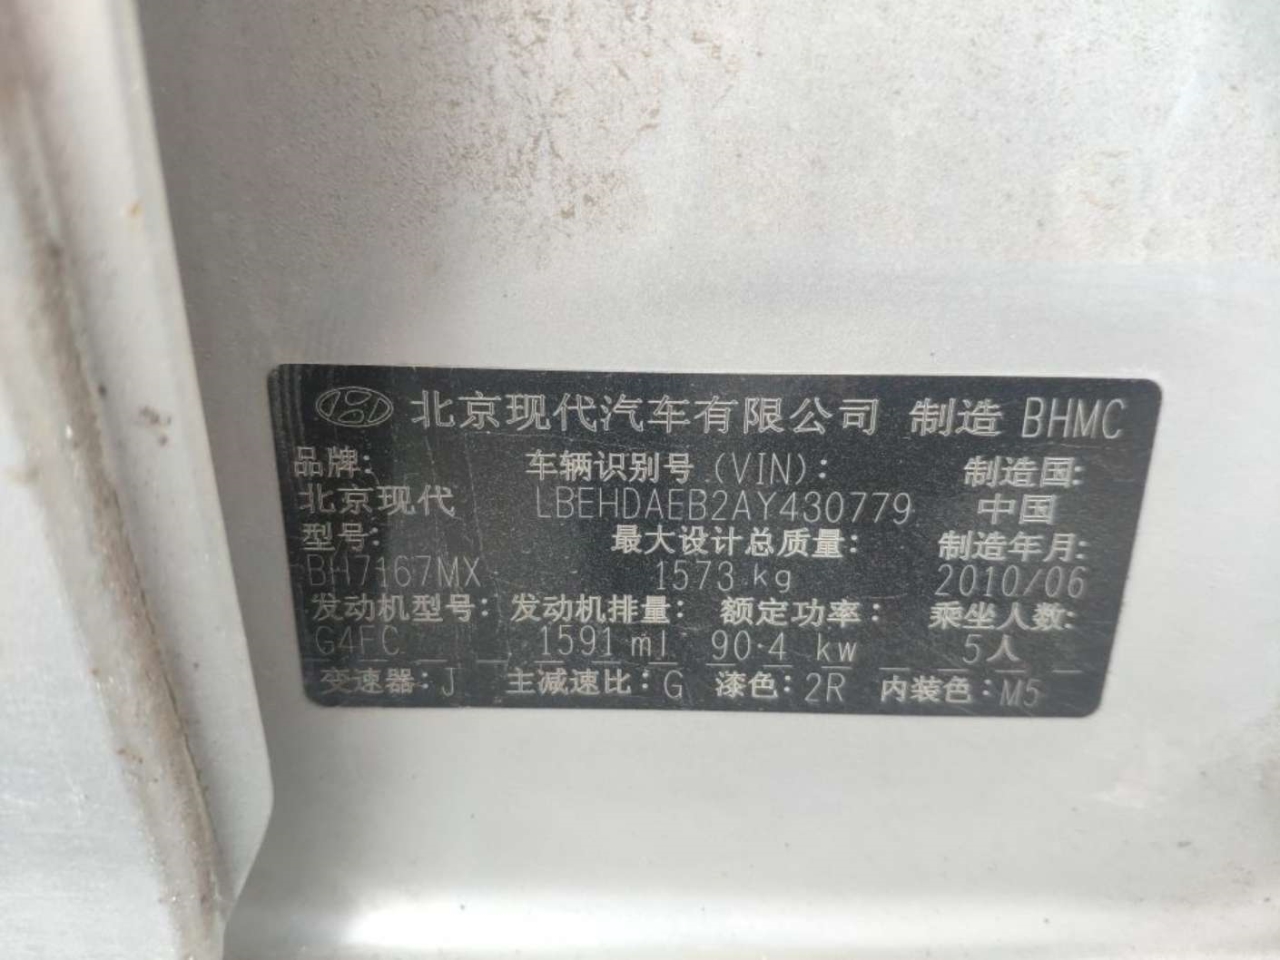 北京现代汽车有限公司 制造 BHMC
品牌: 车辆识别号 (VIN): 制造国:
北京现代 LBEHDAEB2AY430779 中国
型号: 最大设计总质量: 制造年月:
BH7167MX 1573 kg 2010/06
发动机型号: 发动机排量: 额定功率: 乘坐人数:
G4FC 1591 ml 90.4 kw 5人
变速器: J 主减速比: G 漆色: 2R 内装色: M5